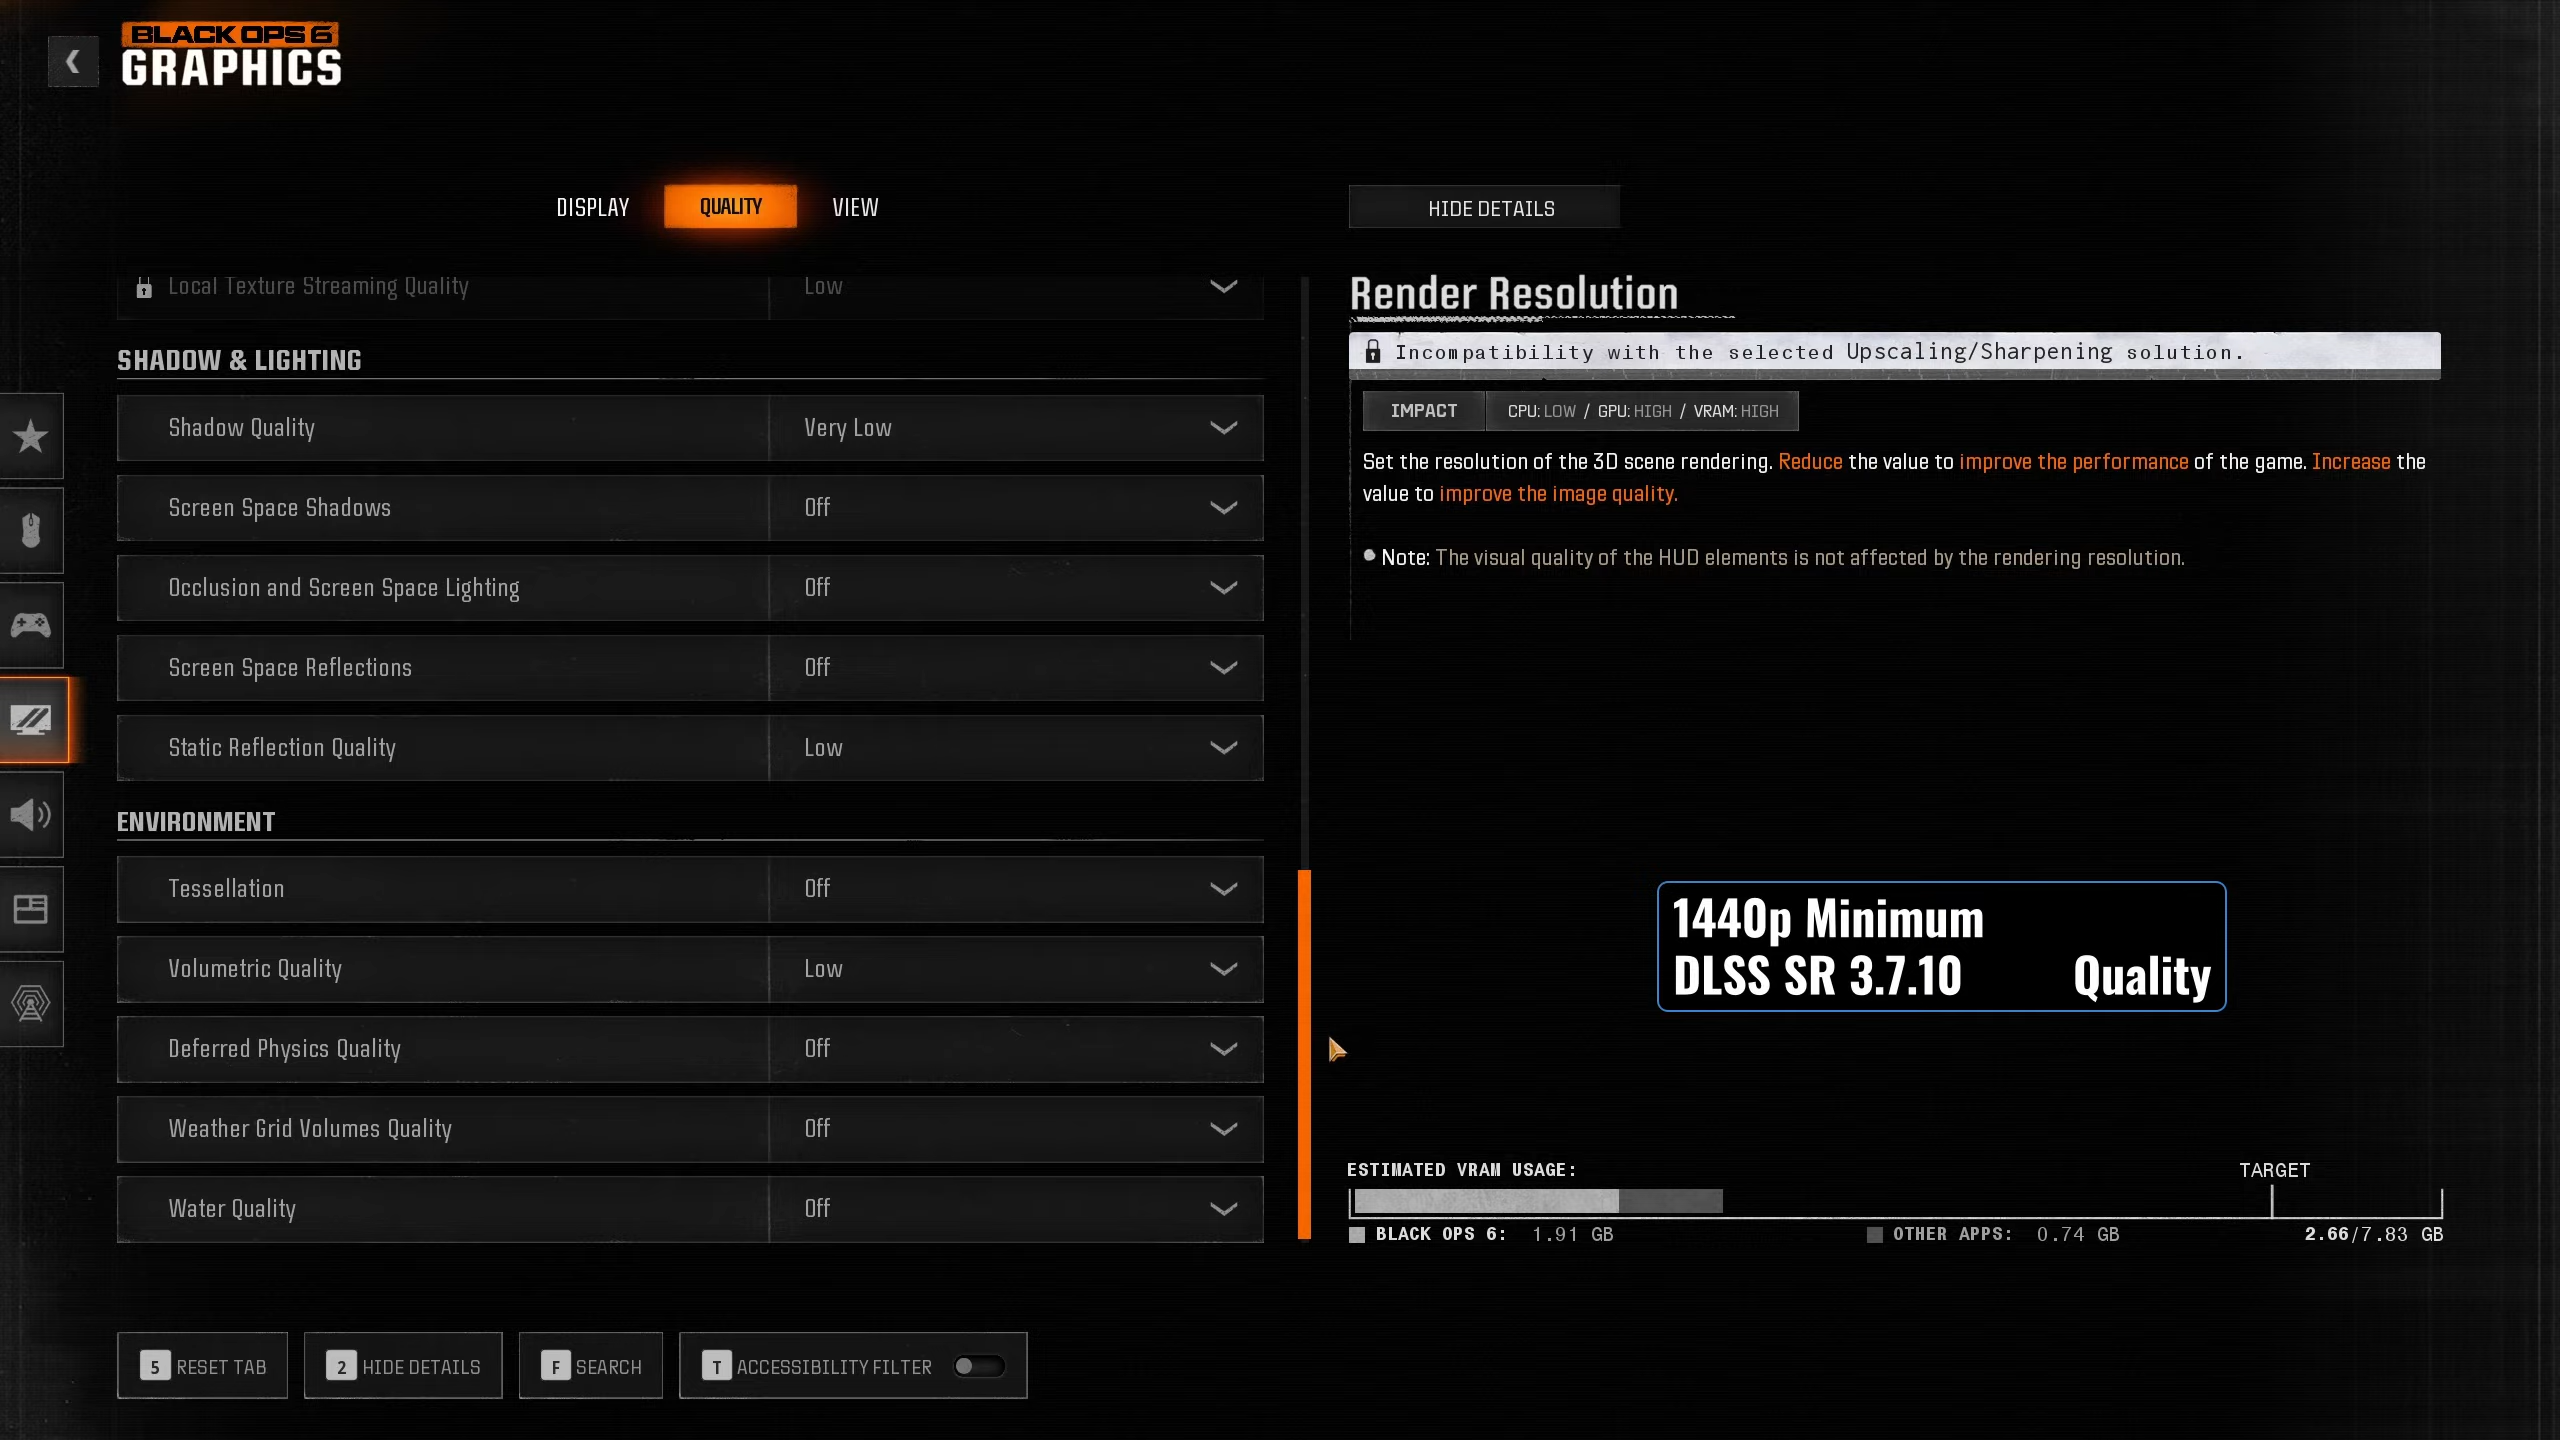 BLACK OPS 6
GRAPHICS
DISPLAY
QUALITY
VIEW
HIDE DETAILS
Local Texture Streaming Quality
Low
SHADOW & LIGHTING
Shadow Quality
Very Low
Screen Space Shadows
Off
Occlusion and Screen Space Lighting
Off
Screen Space Reflections
Off
Static Reflection Quality
Low
ENVIRONMENT
Tessellation
Off
Volumetric Quality
Low
Deferred Physics Quality
Off
Weather Grid Volumes Quality
Off
Water Quality
Off
Render Resolution
Incompatibility with the selected Upscaling/Sharpening solution.
IMPACT
CPU: LOW / GPU: HIGH / VRAM: HIGH
Set the resolution of the 3D scene rendering. Reduce the value to improve the performance of the game. Increase the
value to improve the image quality.
Note: The visual quality of the HUD elements is not affected by the rendering resolution.
1440p Minimum
DLSS SR 3.7.10 Quality
ESTIMATED VRAM USAGE:
TARGET
BLACK OPS 6: 1.91 GB
OTHER APPS: 0.74 GB
2.66/7.83 GB
5 RESET TAB
2 HIDE DETAILS
F SEARCH
T ACCESSIBILITY FILTER